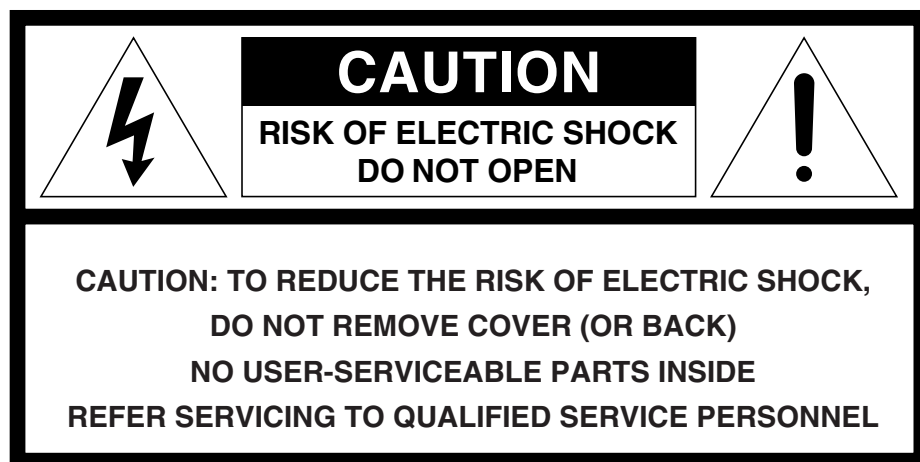 CAUTION
RISK OF ELECTRIC SHOCK
DO NOT OPEN
CAUTION: TO REDUCE THE RISK OF ELECTRIC SHOCK,
DO NOT REMOVE COVER (OR BACK)
NO USER-SERVICEABLE PARTS INSIDE
REFER SERVICING TO QUALIFIED SERVICE PERSONNEL